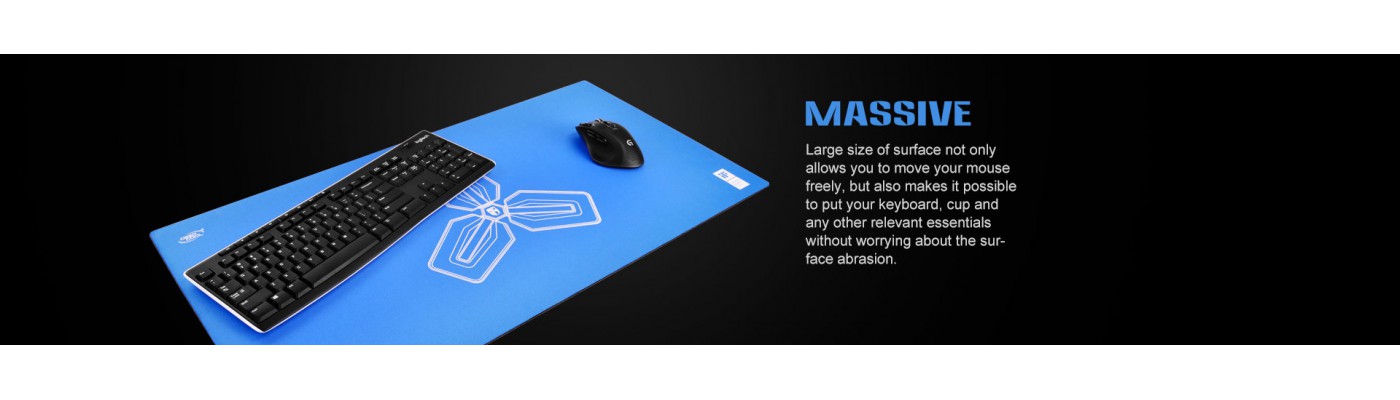 MASSIVE
Large size of surface not only
allows you to move your mouse
freely, but also makes it possible
to put your keyboard, cup and
any other relevant essentials
without worrying about the sur-
face abrasion.